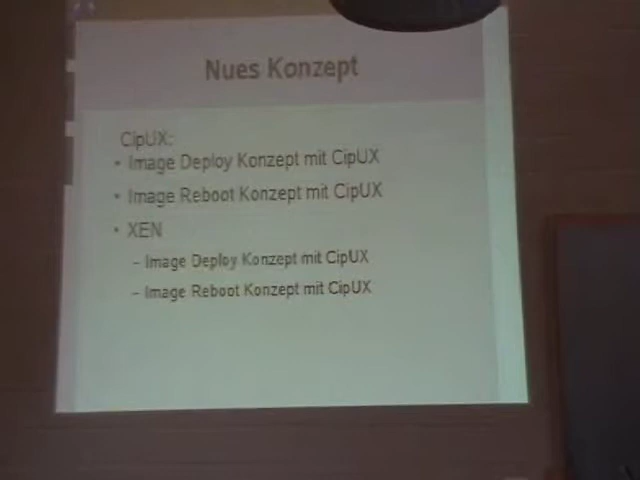 Nues Konzept
CipUX:
• Image Deploy Konzept mit CipUX
• Image Reboot Konzept mit CipUX
• XEN
– Image Deploy Konzept mit CipUX
– Image Reboot Konzept mit CipUX